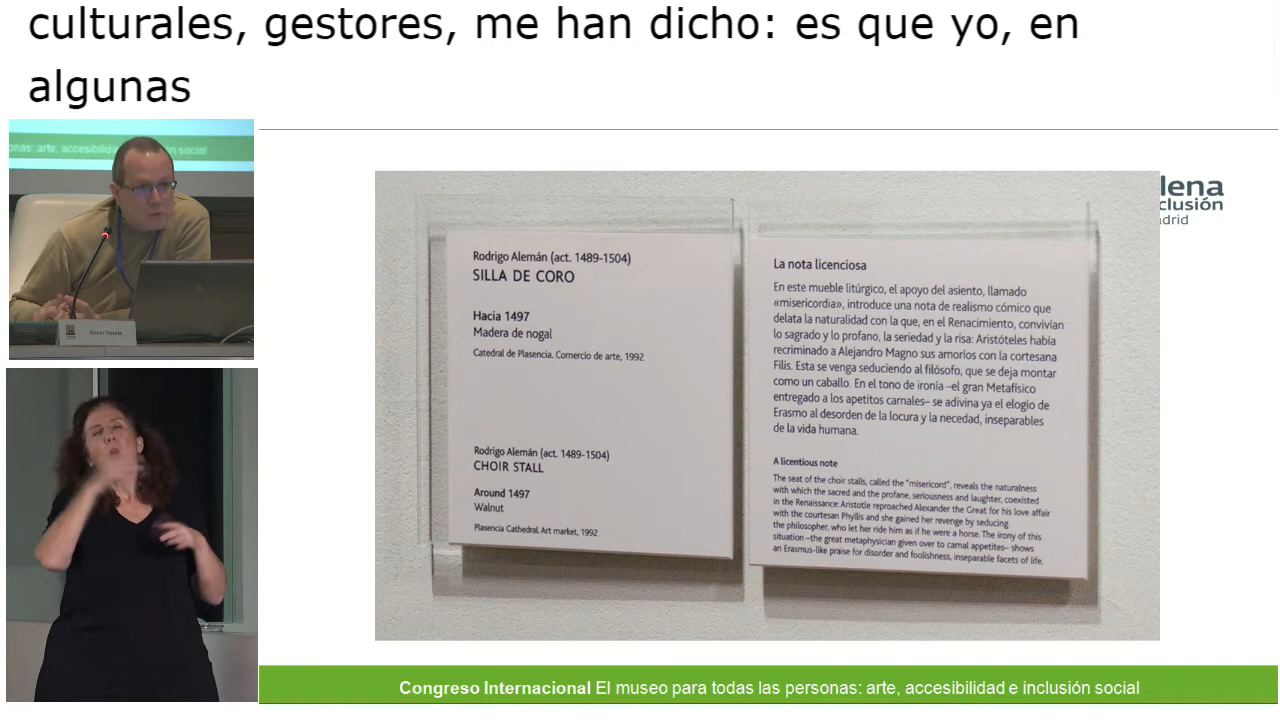 culturales, gestores, me han dicho: es que yo, en
algunas
onas: arte, accesibilida
ón social
Óscar García
lena
clusión
adrid
Rodrigo Alemán (act. 1489-1504)
SILLA DE CORO
Hacia 1497
Madera de nogal
Catedral de Plasencia. Comercio de arte, 1992
Rodrigo Alemán (act. 1489-1504)
CHOIR STALL
Around 1497
Walnut
Plasencia Cathedral. Art market, 1992
La nota licenciosa
En este mueble litúrgico, el apoyo del asiento, llamado
«misericordia», introduce una nota de realismo cómico que
delata la naturalidad con la que, en el Renacimiento, convivían
lo sagrado y lo profano, la seriedad y la risa: Aristóteles había
recriminado a Alejandro Magno sus amoríos con la cortesana
Filis. Esta se venga seduciendo al filósofo, que se deja montar
como un caballo. En el tono de ironía –el gran Metafísico
entregado a los apetitos carnales– se adivina ya el elogio de
Erasmo al desorden de la locura y la necedad, inseparables
de la vida humana.
A licentious note
The seat of the choir stalls, called the "misericord", reveals the naturalness
with which the sacred and the profane, seriousness and laughter, coexisted
in the Renaissance: Aristotle reproached Alexander the Great for his love affair
with the courtesan Phyllis and she gained her revenge by seducing
the philosopher, who let her ride him as if he were a horse. The irony of this
situation –the great metaphysician given over to carnal appetites– shows
an Erasmus-like praise for disorder and foolishness, inseparable facets of life.
Congreso Internacional El museo para todas las personas: arte, accesibilidad e inclusión social